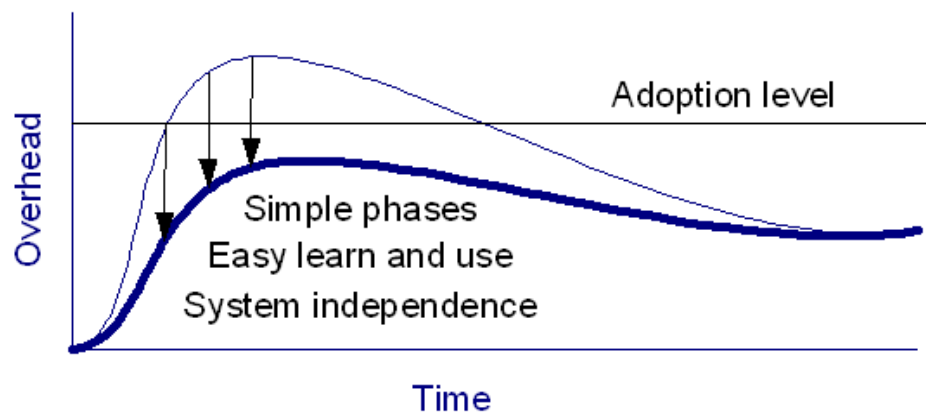 Adoption level
Overhead
Simple phases
Easy learn and use
System independence
Time